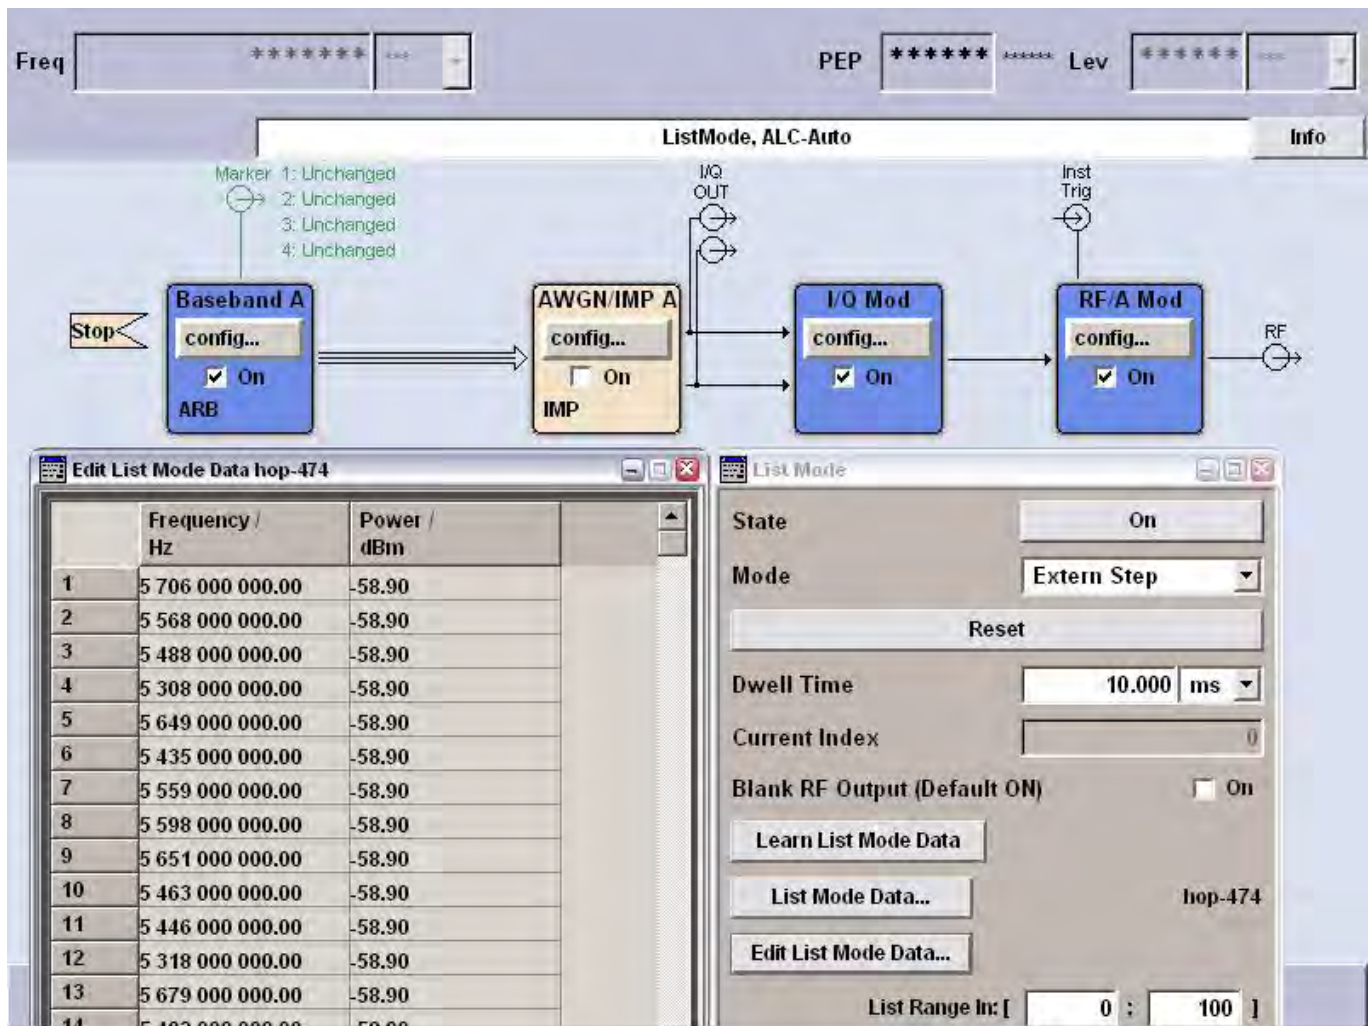 Freq ******* --- PEP ****** ****** Lev ****** ---
ListMode, ALC-Auto Info
Marker 1: Unchanged
2: Unchanged
3: Unchanged
4: Unchanged
I/Q
OUT
Inst
Trig
Stop
Baseband A
config...
On
ARB
AWGN/IMP A
config...
On
IMP
I/Q Mod
config...
On
RF/A Mod
config...
On
RF
Edit List Mode Data hop-474
Frequency / Hz Power / dBm
1 5 706 000 000.00 -58.90
2 5 568 000 000.00 -58.90
3 5 488 000 000.00 -58.90
4 5 308 000 000.00 -58.90
5 5 649 000 000.00 -58.90
6 5 435 000 000.00 -58.90
7 5 559 000 000.00 -58.90
8 5 598 000 000.00 -58.90
9 5 651 000 000.00 -58.90
10 5 463 000 000.00 -58.90
11 5 446 000 000.00 -58.90
12 5 318 000 000.00 -58.90
13 5 679 000 000.00 -58.90
14
List Mode
State On
Mode Extern Step
Reset
Dwell Time 10.000 ms
Current Index 0
Blank RF Output (Default ON) On
Learn List Mode Data
List Mode Data... hop-474
Edit List Mode Data...
List Range In: [ 0 : 100 ]